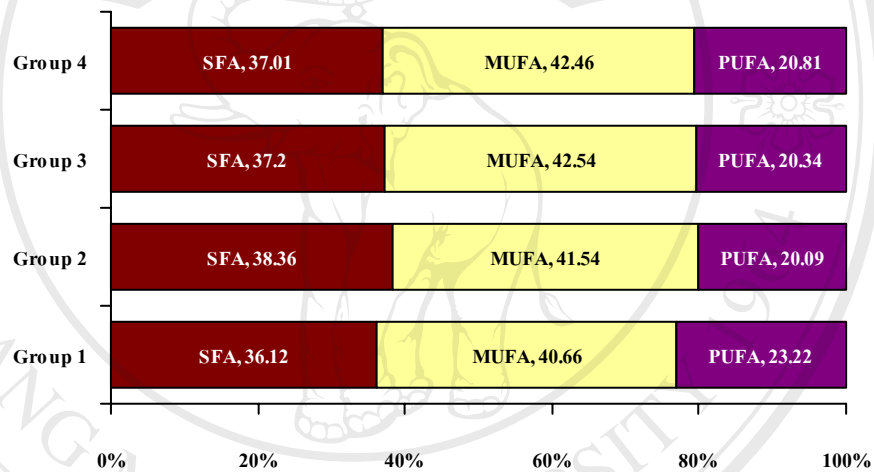 Group 4 SFA, 37.01 MUFA, 42.46 PUFA, 20.81
Group 3 SFA, 37.2 MUFA, 42.54 PUFA, 20.34
Group 2 SFA, 38.36 MUFA, 41.54 PUFA, 20.09
Group 1 SFA, 36.12 MUFA, 40.66 PUFA, 23.22
0% 20% 40% 60% 80% 100%